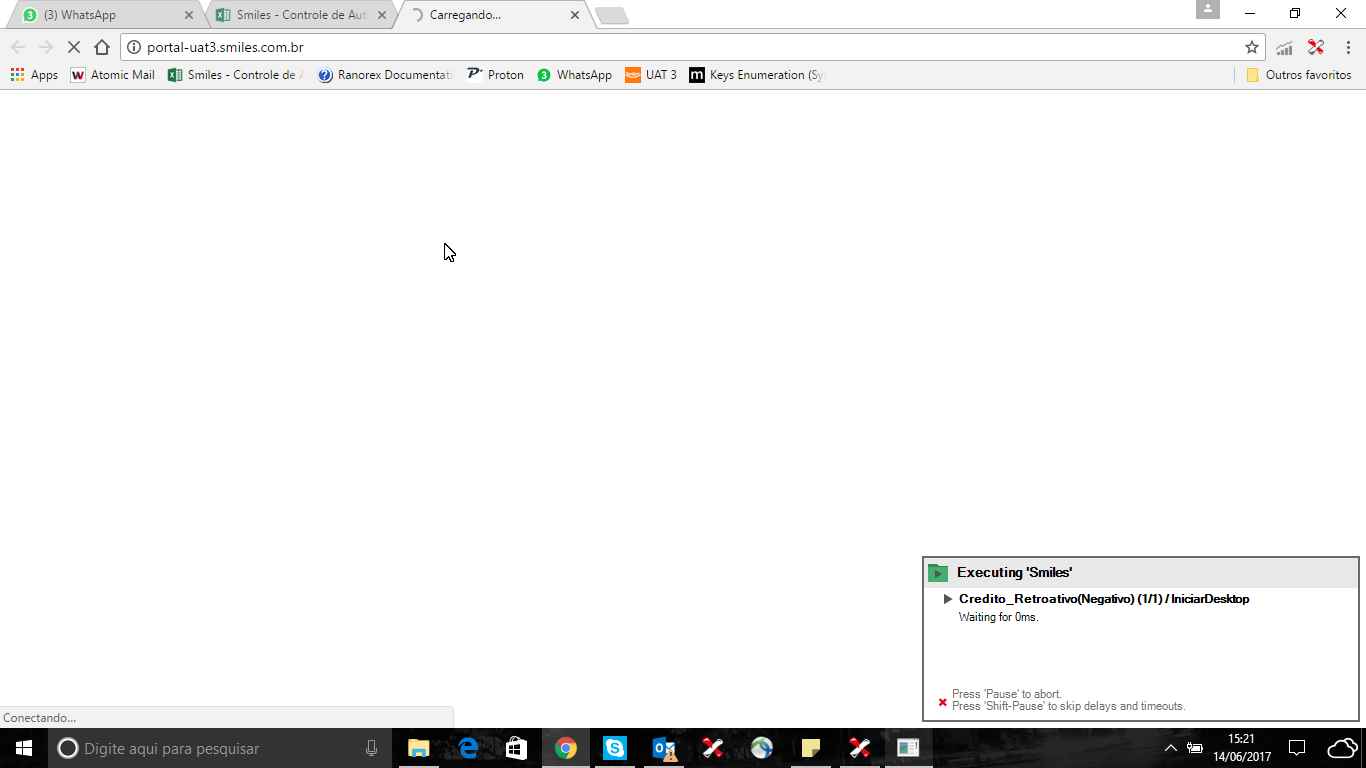 (3) WhatsApp
Smiles - Controle de Aut
Carregando...
portal-uat3.smiles.com.br
Apps
Atomic Mail
Smiles - Controle de A
Ranorex Documentati
Proton
WhatsApp
UAT 3
Keys Enumeration (Sy
Outros favoritos
Executing 'Smiles'
Credito_Retroativo(Negativo) (1/1) / IniciarDesktop
Waiting for 0ms.
Press 'Pause' to abort.
Press 'Shift-Pause' to skip delays and timeouts.
Conectando...
Digite aqui para pesquisar
15:21
14/06/2017